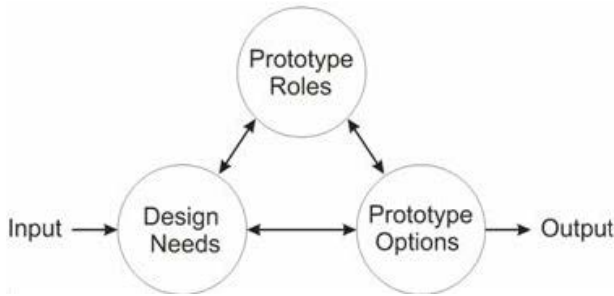 Prototype
Roles
Input
Design
Needs
Prototype
Options
Output